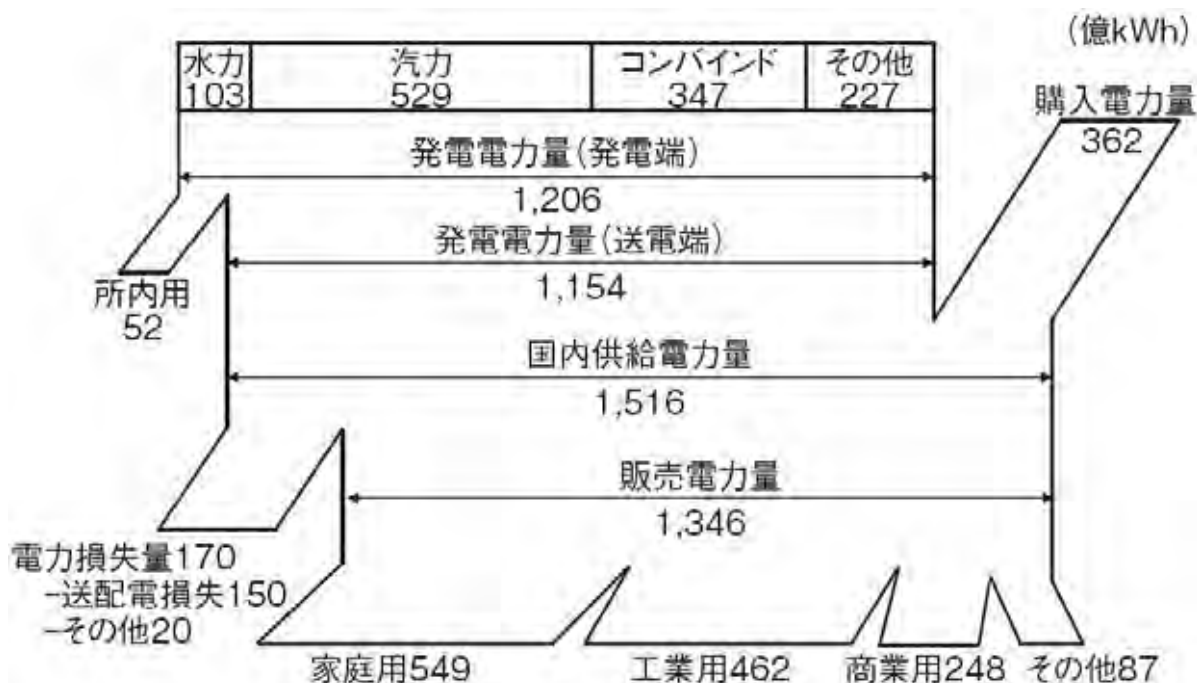 (億kWh)
水力 汽力 コンバインド その他
103 529 347 227
購入電力量
362
発電電力量(発電端)
1,206
発電電力量(送電端)
1,154
所内用
52
国内供給電力量
1,516
販売電力量
1,346
電力損失量170
-送配電損失150
-その他20
家庭用549 工業用462 商業用248 その他87